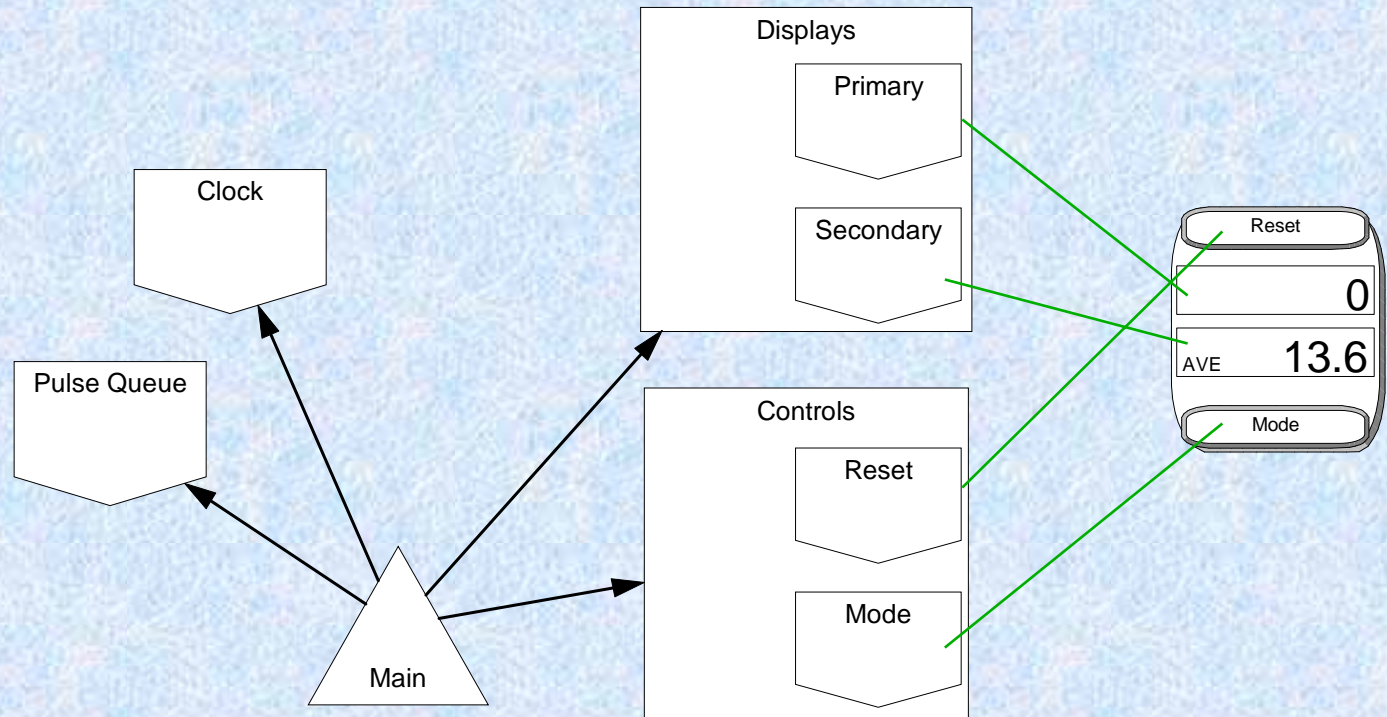 Displays
Primary
Clock
Secondary
Reset
0
Pulse Queue
AVE 13.6
Controls
Mode
Reset
Mode
Main